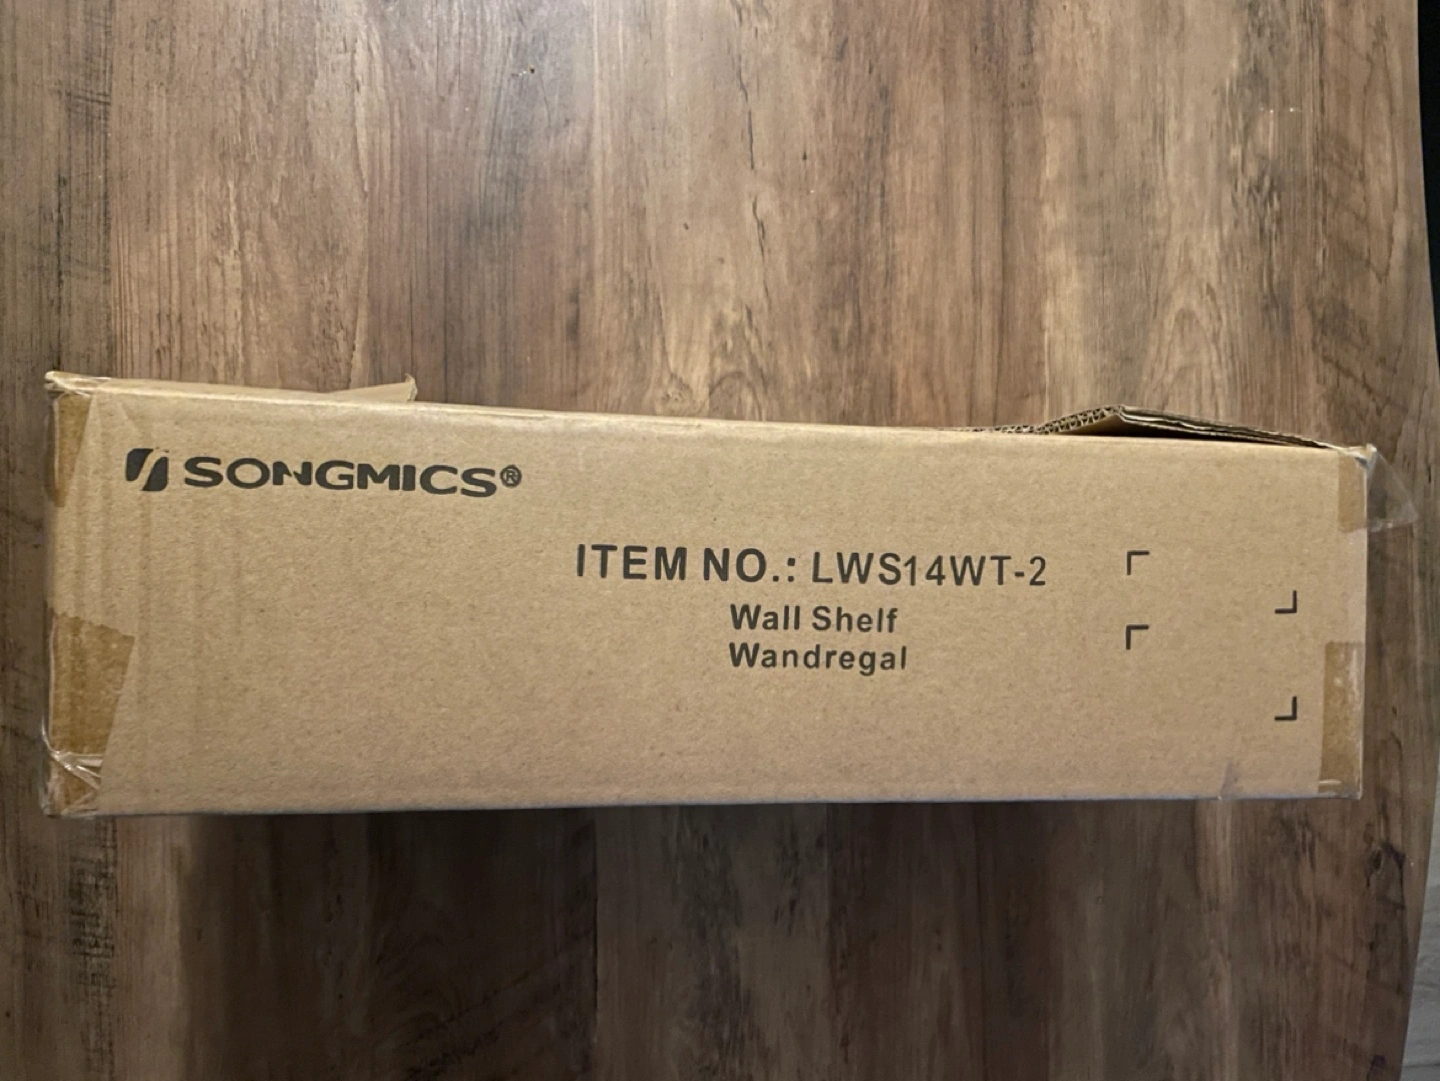 SONGMICS®
ITEM NO.: LWS14WT-2
Wall Shelf
Wandregal